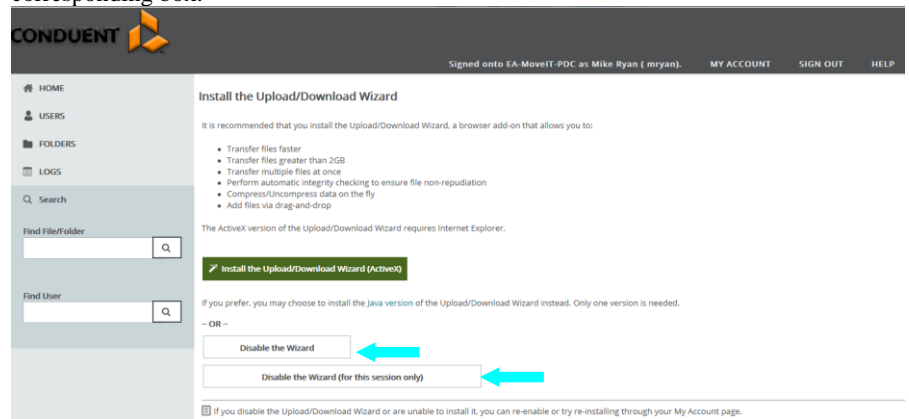 CONDUENT
Signed onto EA-MoveIT-PDC as Mike Ryan ( mryan). MY ACCOUNT SIGN OUT HELP
HOME
USERS
FOLDERS
LOGS
Search
Find File/Folder
Find User
Install the Upload/Download Wizard
It is recommended that you install the Upload/Download Wizard, a browser add-on that allows you to:
• Transfer files faster
• Transfer files greater than 2GB
• Transfer multiple files at once
• Perform automatic integrity checking to ensure file non-repudiation
• Compress/Uncompress data on the fly
• Add files via drag-and-drop
The ActiveX version of the Upload/Download Wizard requires Internet Explorer.
Install the Upload/Download Wizard (ActiveX)
If you prefer, you may choose to install the Java version of the Upload/Download Wizard instead. Only one version is needed.
– OR –
Disable the Wizard
Disable the Wizard (for this session only)
If you disable the Upload/Download Wizard or are unable to install it, you can re-enable or try re-installing through your My Account page.